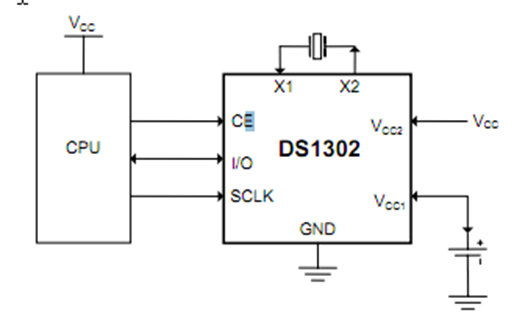 VCC
X1 X2
CE
VCC2
VCC
CPU
DS1302
I/O
SCLK
VCC1
GND
+
-